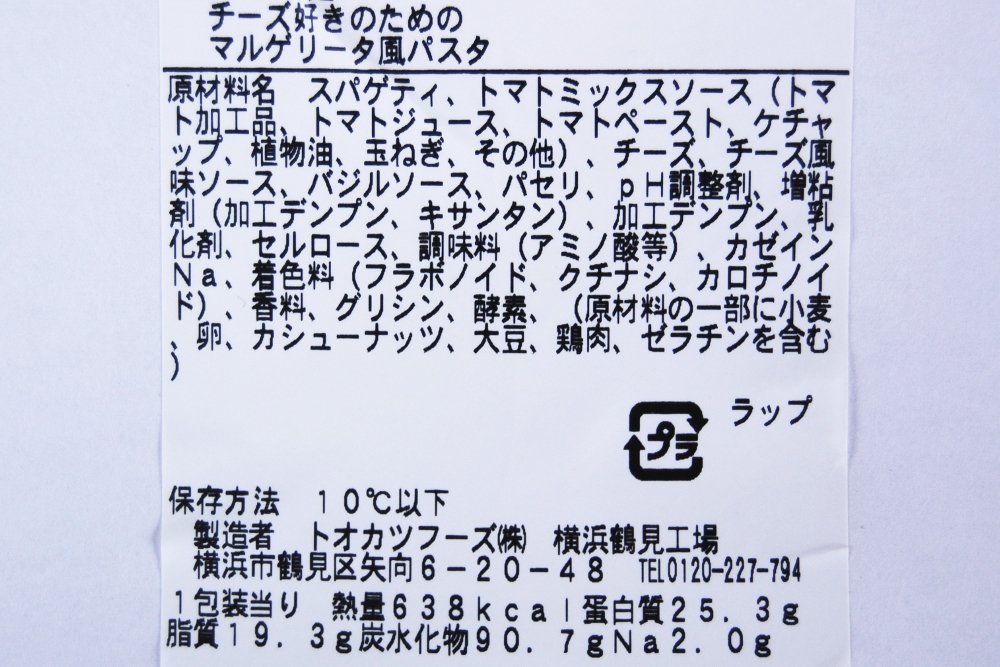 チーズ好きのための
マルゲリータ風パスタ
原材料名　スパゲティ、トマトミックスソース（トマ
ト加工品、トマトジュース、トマトペースト、ケチャ
ップ、植物油、玉ねぎ、その他）、チーズ、チーズ風
味ソース、バジルソース、パセリ、ｐＨ調整剤、増粘
剤（加工デンプン、キサンタン）、加工デンプン、乳
化剤、セルロース、調味料（アミノ酸等）、カゼイン
Ｎａ、着色料（フラボノイド、クチナシ、カロチノイ
ド）、香料、グリシン、酵素、（原材料の一部に小麦
、卵、カシューナッツ、大豆、鶏肉、ゼラチンを含む
）
プラ　ラップ
保存方法　１０℃以下
製造者　トオカツフーズ㈱　横浜鶴見工場
横浜市鶴見区矢向６－２０－４８　TEL0120-227-794
１包装当り　熱量６３８ｋｃａｌ蛋白質２５．３ｇ
脂質１９．３ｇ炭水化物９０．７ｇＮａ２．０ｇ